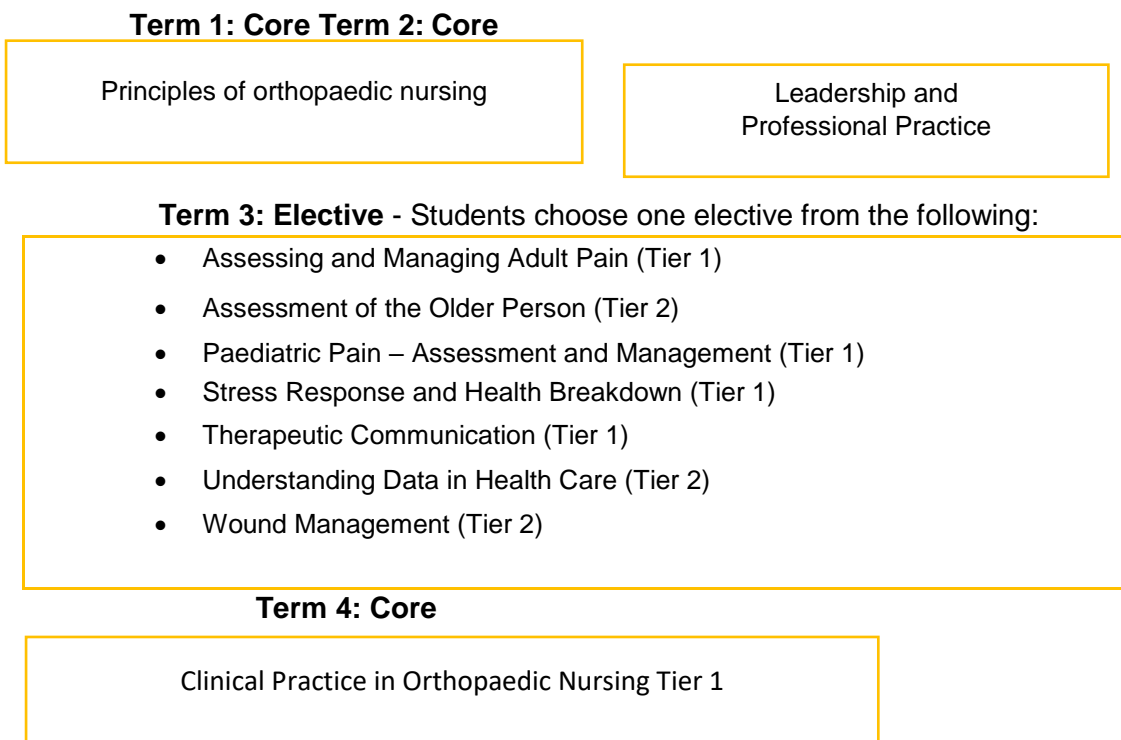 Term 1: Core Term 2: Core
Principles of orthopaedic nursing
Leadership and
Professional Practice
Term 3: Elective - Students choose one elective from the following:
• Assessing and Managing Adult Pain (Tier 1)
• Assessment of the Older Person (Tier 2)
• Paediatric Pain – Assessment and Management (Tier 1)
• Stress Response and Health Breakdown (Tier 1)
• Therapeutic Communication (Tier 1)
• Understanding Data in Health Care (Tier 2)
• Wound Management (Tier 2)
Term 4: Core
Clinical Practice in Orthopaedic Nursing Tier 1